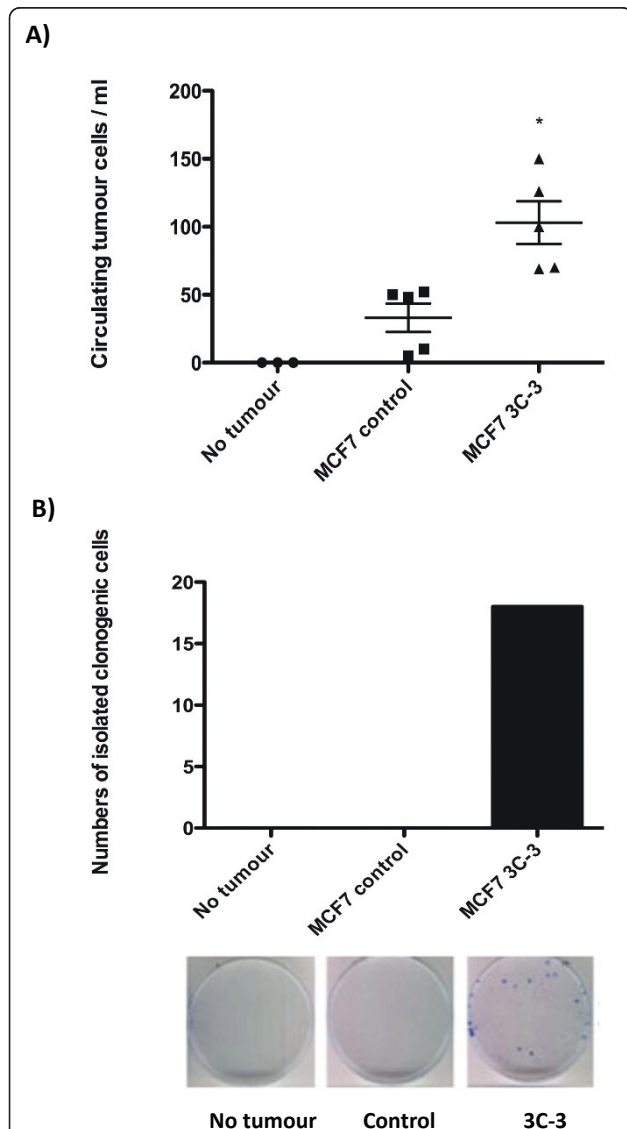 A)
Circulating tumour cells / ml
200
150
100
50
0
*
No tumour
MCF7 control
MCF7 3C-3
B)
Numbers of isolated clonogenic cells
20
15
10
5
0
No tumour
MCF7 control
MCF7 3C-3
No tumour
Control
3C-3